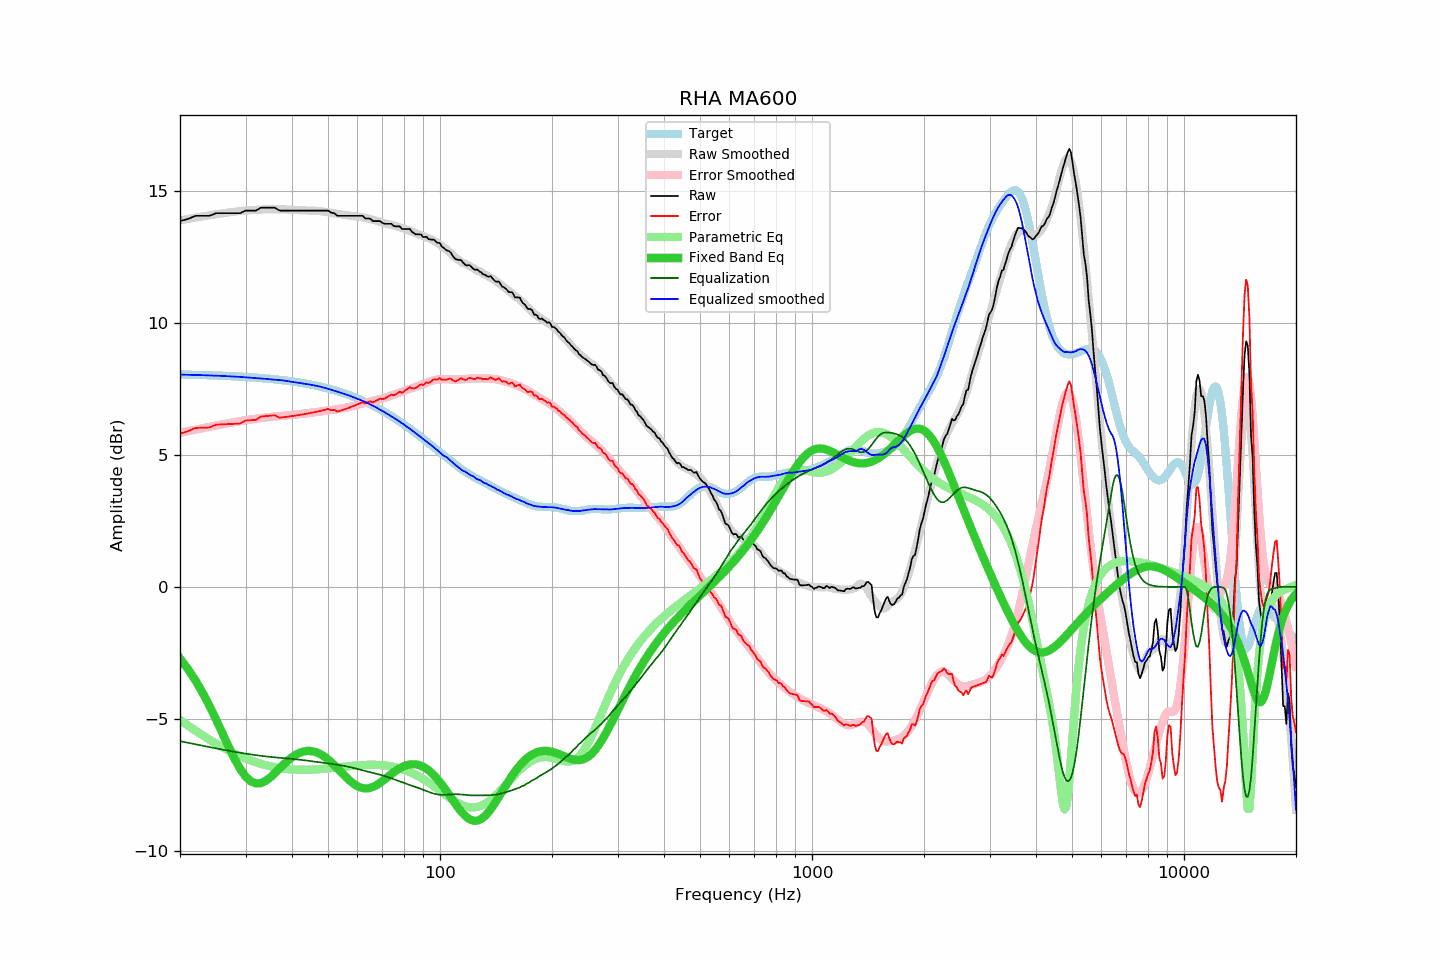 RHA MA600
Target
Raw Smoothed
Error Smoothed
Raw
Error
Parametric Eq
Fixed Band Eq
Equalization
Equalized smoothed
Amplitude (dBr)
15
10
5
0
−5
−10
100 1000 10000
Frequency (Hz)